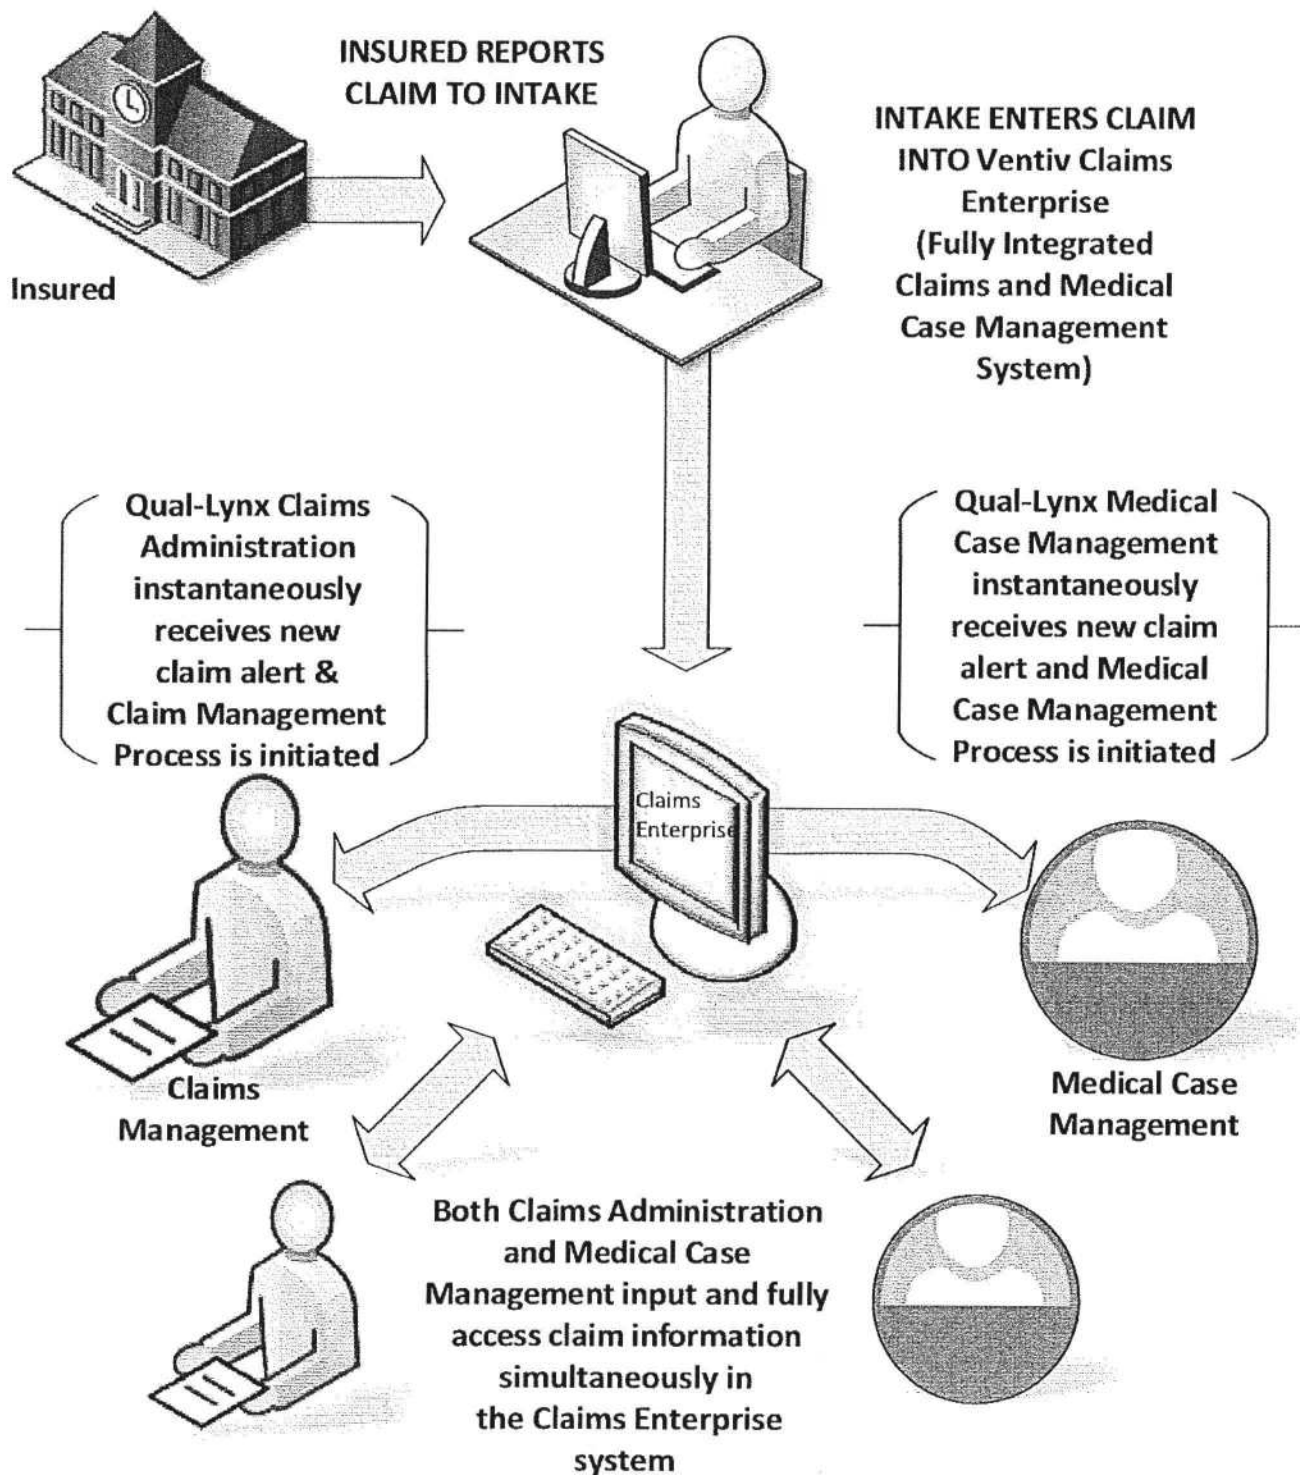 INSURED REPORTS
CLAIM TO INTAKE
INTAKE ENTERS CLAIM
INTO Ventiv Claims
Enterprise
(Fully Integrated
Claims and Medical
Case Management
System)
Insured
Qual-Lynx Claims
Administration
instantaneously
receives new
claim alert &
Claim Management
Process is initiated
Qual-Lynx Medical
Case Management
instantaneously
receives new claim
alert and Medical
Case Management
Process is initiated
Claims
Enterprise
Claims
Management
Medical Case
Management
Both Claims Administration
and Medical Case
Management input and fully
access claim information
simultaneously in
the Claims Enterprise
system